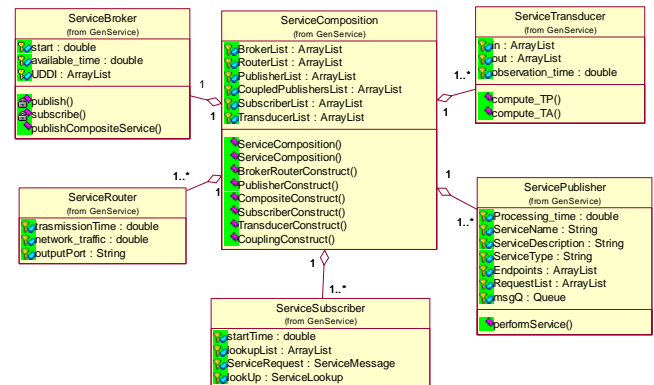 ServiceBroker
(from GenService)
start : double
available_time : double
UDDI : ArrayList
publish()
subscribe()
publishCompositeService()
ServiceComposition
(from GenService)
BrokerList : ArrayList
RouterList : ArrayList
PublisherList : ArrayList
CoupledPublishersList : ArrayList
SubscriberList : ArrayList
TransducerList : ArrayList
ServiceComposition()
ServiceComposition()
BrokerRouterConstruct()
PublisherConstruct()
CompositeConstruct()
SubscriberConstruct()
TransducerConstruct()
CouplingConstruct()
ServiceTransducer
(from GenService)
in : ArrayList
out : ArrayList
observation_time : double
compute_TP()
compute_TA()
1
1
1..*
1
ServiceRouter
(from GenService)
trasmissionTime : double
network_traffic : double
outputPort : String
1..*
1
1
1..*
ServicePublisher
(from GenService)
Processing_time : double
ServiceName : String
ServiceDescription : String
ServiceType : String
Endpoints : ArrayList
RequestList : ArrayList
msgQ : Queue
performService()
1
1..*
ServiceSubscriber
(from GenService)
startTime : double
lookupList : ArrayList
ServiceRequest : ServiceMessage
lookUp : ServiceLookup